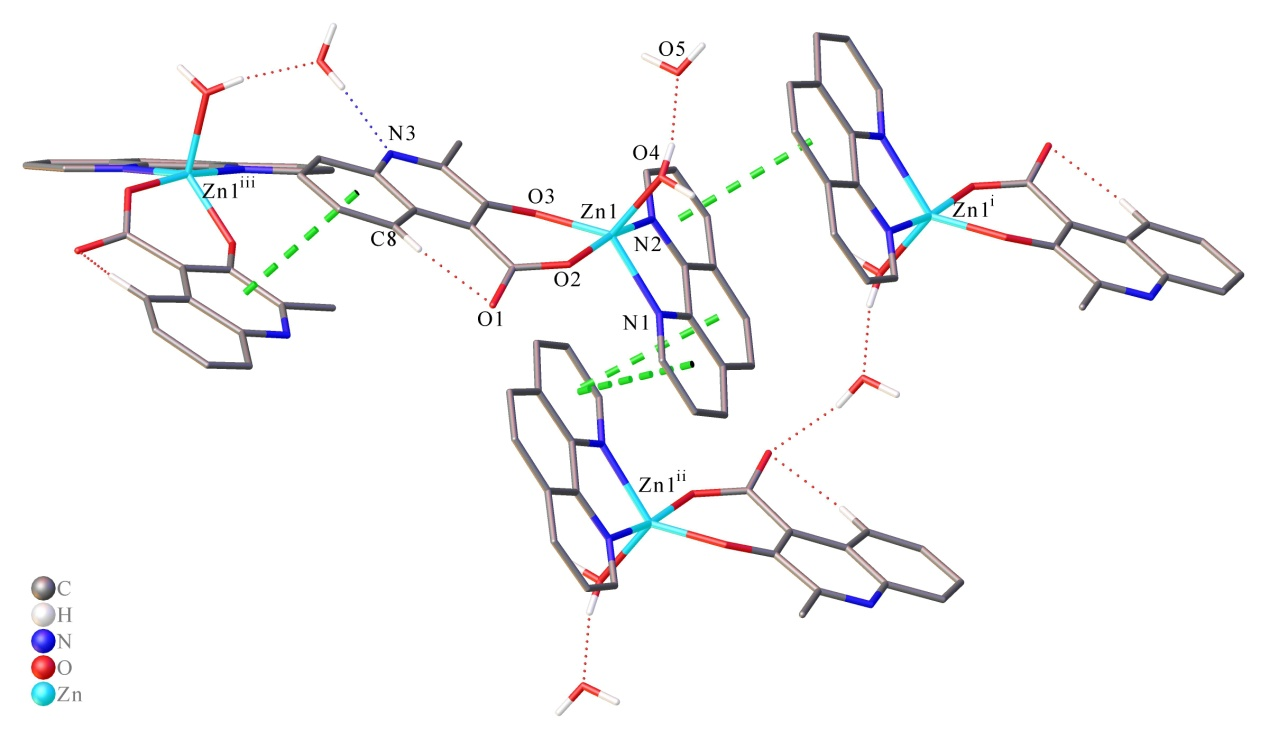 O5
N3
O4
Zn1ⁱⁱⁱ
O3
Zn1
Zn1ⁱ
C8
N2
O2
O1
N1
Zn1ⁱⁱ
C
H
N
O
Zn